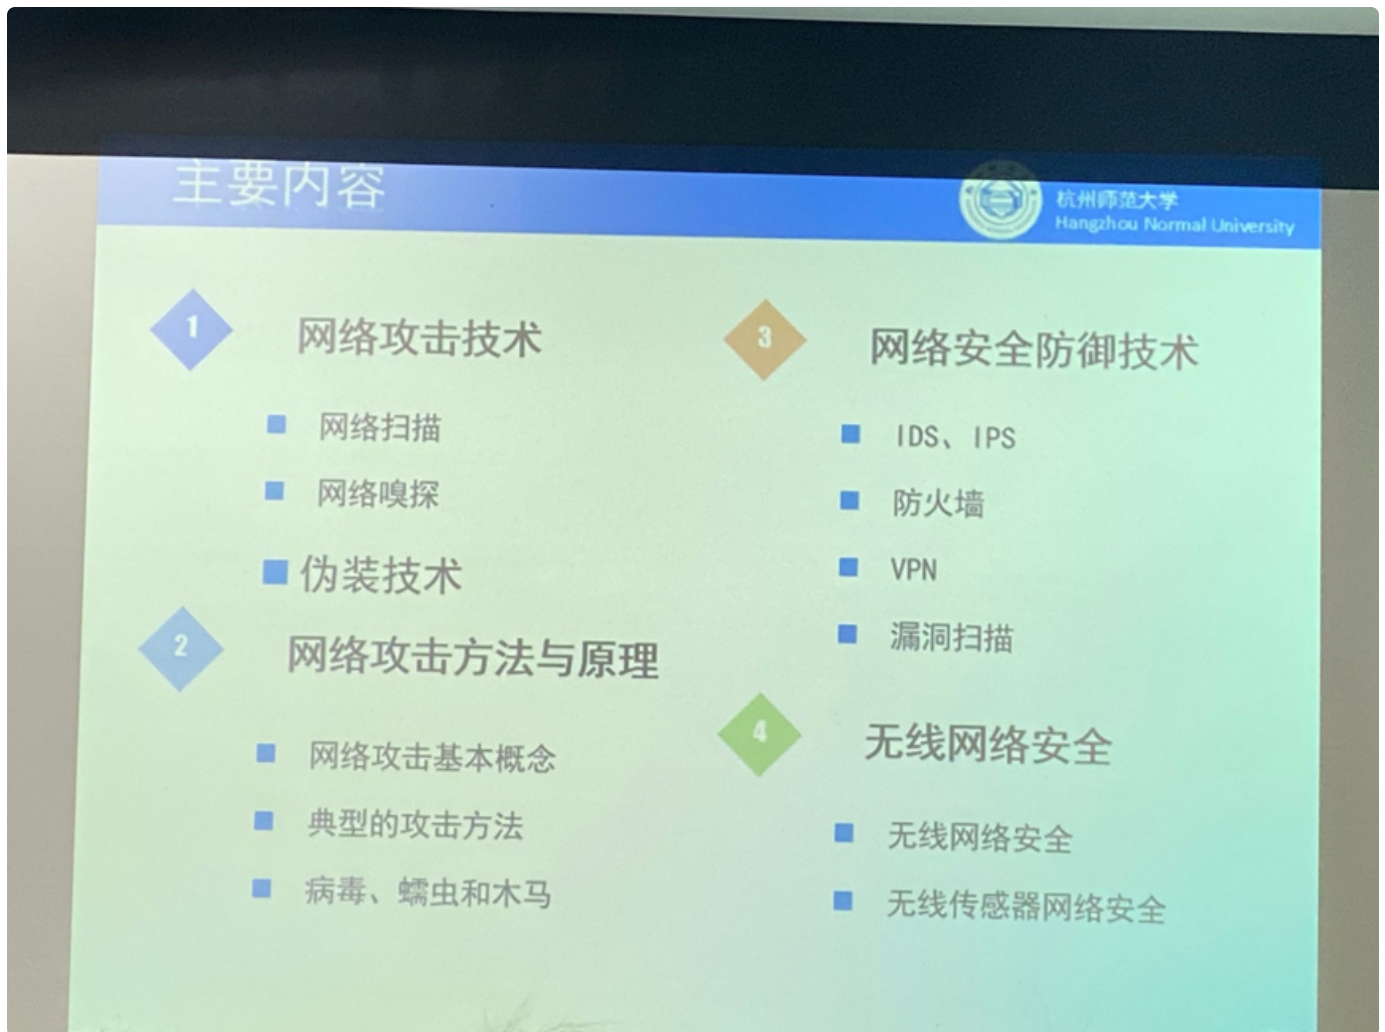 主要内容
杭州师范大学
Hangzhou Normal University
1
网络攻击技术
网络扫描
网络嗅探
伪装技术
2
网络攻击方法与原理
网络攻击基本概念
典型的攻击方法
病毒、蠕虫和木马
3
网络安全防御技术
IDS、IPS
防火墙
VPN
漏洞扫描
4
无线网络安全
无线网络安全
无线传感器网络安全